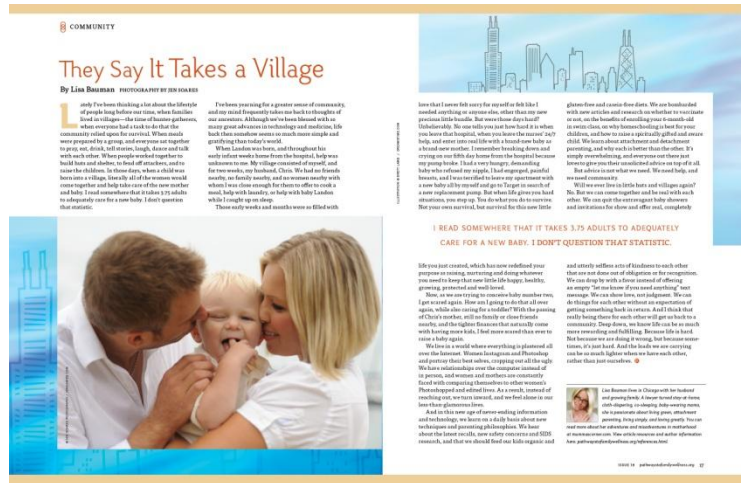 COMMUNITY
They Say It Takes a Village
By Lisa Bauman PHOTOGRAPHY BY JEN SOARES
Lately I've been thinking a lot about the lifestyle
of people long before our time, when families
lived in villages—the time of hunter-gatherers,
when everyone had a task to do that the
community relied upon for survival. When meals
were prepared by a group, and everyone sat together
to pray, eat, drink, tell stories, laugh, dance and talk
with each other. When people worked together to
build huts and shelter, to fend off attackers, and to
raise the children. In those days, when a child was
born into a village, literally all of the women would
come together and help take care of the new mother
and baby. I read somewhere that it takes 3.75 adults
to adequately care for a new baby. I don't question
that statistic.
I've been yearning for a greater sense of community,
and my mind frequently takes me back to thoughts of
our ancestors. Although we've been blessed with so
many great advances in technology and medicine, life
back then somehow seems so much more simple and
gratifying than today's world.
When Landon was born, and throughout his
early infant weeks home from the hospital, help was
unknown to me. My village consisted of myself, and
for two weeks, my husband, Chris. We had no friends
nearby, no family nearby, and no women nearby with
whom I was close enough for them to offer to cook a
meal, help with laundry, or help with baby Landon
while I caught up on sleep.
Those early weeks and months were so filled with
love that I never felt sorry for myself or felt like I
needed anything or anyone else, other than my new
precious little bundle. But were those days hard?
Unbelievably. No one tells you just how hard it is when
you leave that hospital, when you leave the nurses' 24/7
help, and enter into real life with a brand-new baby as
a brand-new mother. I remember breaking down and
crying on our fifth day home from the hospital because
my pump broke. I had a very hungry, demanding
baby who refused my nipple, I had engorged, painful
breasts, and I was terrified to leave my apartment with
a new baby all by myself and go to Target in search of
a new replacement pump. But when life gives you hard
situations, you step up. You do what you do to survive.
Not your own survival, but survival for this new little
gluten-free and casein-free diets. We are bombarded
with new articles and research on whether to vaccinate
or not, on the benefits of enrolling your 6-month-old
in swim class, on why homeschooling is best for your
children, and how to raise a spiritually gifted and aware
child. We learn about attachment and detachment
parenting, and why each is better than the other. It's
simply overwhelming, and everyone out there just
loves to give you their unsolicited advice on top of it all.
But advice is not what we need. We need help, and
we need community.
Will we ever live in little huts and villages again?
No. But we can come together and be real with each
other. We can quit the extravagant baby showers
and invitations for show and offer real, completely
I READ SOMEWHERE THAT IT TAKES 3.75 ADULTS TO ADEQUATELY
CARE FOR A NEW BABY. I DON'T QUESTION THAT STATISTIC.
life you just created, which has now redefined your
purpose as raising, nurturing and doing whatever
you need to keep that new little life happy, healthy,
growing, protected and well-loved.
Now, as we are trying to conceive baby number two,
I get scared again. How am I going to do that all over
again, while also caring for a toddler? With the passing
of Chris's mother, still no family or close friends
nearby, and the tighter finances that naturally come
with having more kids, I feel more scared than ever to
raise a baby again.
We live in a world where everything is plastered all
over the Internet. Women Instagram and Photoshop
and portray their best selves, cropping out all the ugly.
We have relationships over the computer instead of
in person, and women and mothers are constantly
faced with comparing themselves to other women's
Photoshopped and edited lives. As a result, instead of
reaching out, we turn inward, and we feel alone in our
less-than-glamorous lives.
And in this new age of never-ending information
and technology, we learn on a daily basis about new
techniques and parenting philosophies. We hear
about the latest recalls, new safety concerns and SIDS
research, and that we should feed our kids organic and
and utterly selfless acts of kindness to each other
that are not done out of obligation or for recognition.
We can drop by with a favor instead of offering
an empty "let me know if you need anything" text
message. We can show love, not judgment. We can
do things for each other without an expectation of
getting something back in return. And I think that
really being there for each other will get us back to a
community. Deep down, we know life can be so much
more rewarding and fulfilling. Because life is hard.
Not because we are doing it wrong, but because some-
times, it's just hard. And the loads we are carrying
can be so much lighter when we have each other,
rather than just ourselves.
Lisa Bauman lives in Chicago with her husband
and growing family. A lawyer turned stay-at-home,
cloth-diapering, co-sleeping, baby-wearing mama,
she is passionate about living green, attachment
parenting, living simply, and loving greatly. You can
read more about her adventures and misadventures in motherhood
at View article resources and author information
here: pathwaystofamilywellness.org/references.html.
ISSUE pathwaystofamilywellness.org